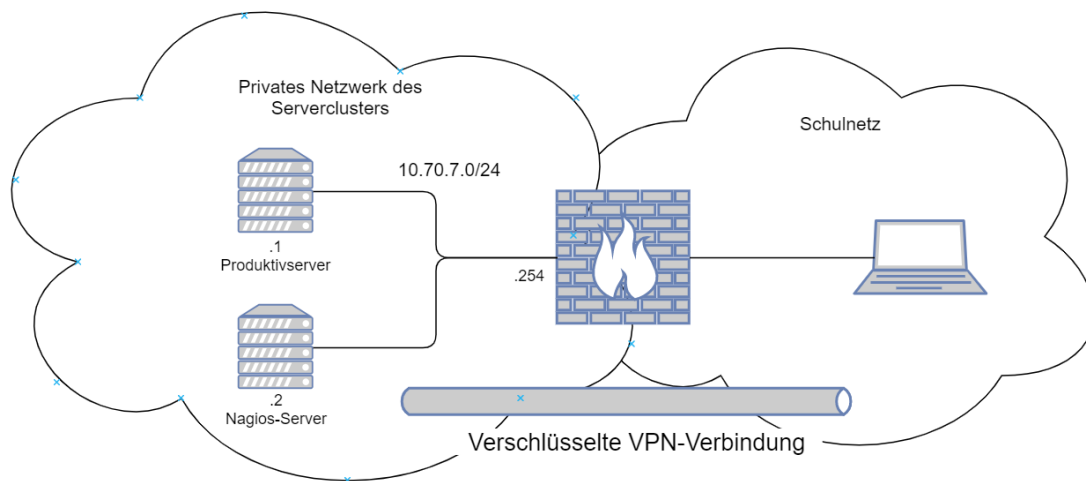 Privates Netzwerk des
Serverclusters
Schulnetz
10.70.7.0/24
.1
Produktivserver
.254
.2
Nagios-Server
Verschlüsselte VPN-Verbindung